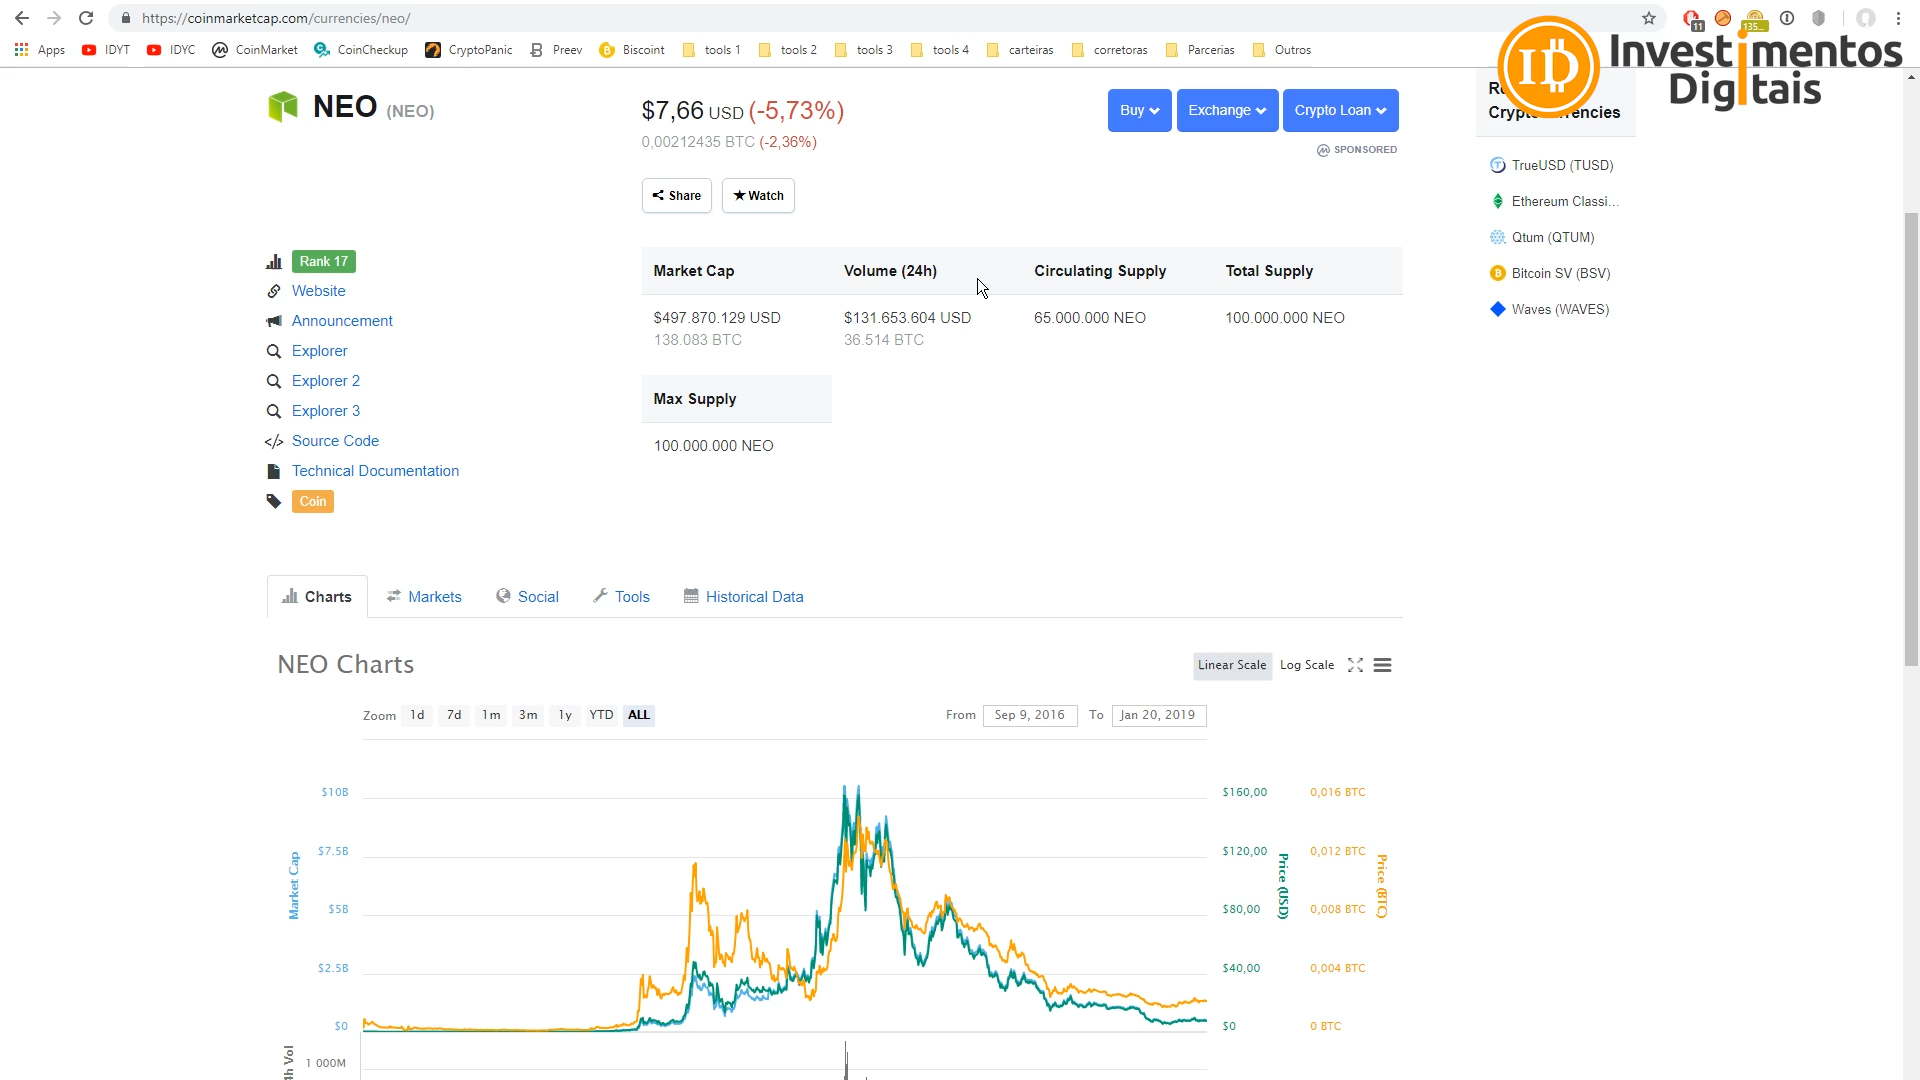 https://coinmarketcap.com/currencies/neo/
11
135...
Apps IDYT IDYC CoinMarket CoinCheckup CryptoPanic Preev Biscoint tools 1 tools 2 tools 3 tools 4 carteiras corretoras Parcerias Outros
ID
Investimentos
Digitais
NEO (NEO)
$7,66 USD (-5,73%)
0,00212435 BTC (-2,36%)
Buy Exchange Crypto Loan
SPONSORED
Share Watch
TrueUSD (TUSD)
Ethereum Classi...
Qtum (QTUM)
Bitcoin SV (BSV)
Waves (WAVES)
Rank 17
Website
Announcement
Explorer
Explorer 2
Explorer 3
Source Code
Technical Documentation
Coin
Market Cap Volume (24h) Circulating Supply Total Supply
$497.870.129 USD $131.653.604 USD 65.000.000 NEO 100.000.000 NEO
138.083 BTC 36.514 BTC
Max Supply
100.000.000 NEO
Charts Markets Social Tools Historical Data
NEO Charts
Linear Scale Log Scale
Zoom 1d 7d 1m 3m 1y YTD ALL
From Sep 9, 2016 To Jan 20, 2019
$10B $160,00 0,016 BTC
$7.5B $120,00 0,012 BTC
$5B $80,00 0,008 BTC
$2.5B $40,00 0,004 BTC
$0 $0 0 BTC
Market Cap
Price (USD)
Price (BTC)
1 000M